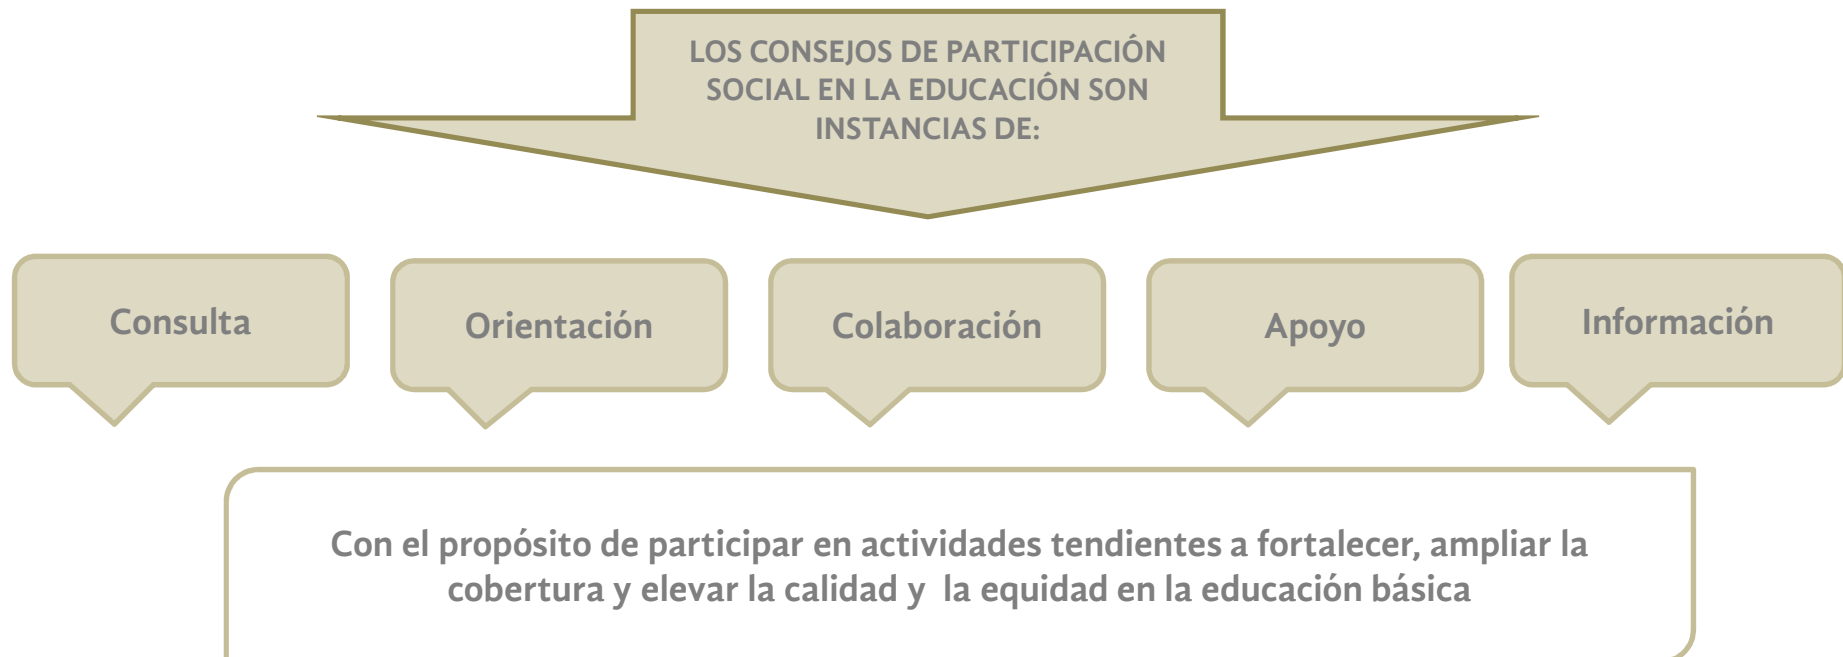 LOS CONSEJOS DE PARTICIPACIÓN
SOCIAL EN LA EDUCACIÓN SON
INSTANCIAS DE:
Consulta
Orientación
Colaboración
Apoyo
Información
Con el propósito de participar en actividades tendientes a fortalecer, ampliar la
cobertura y elevar la calidad y  la equidad en la educación básica